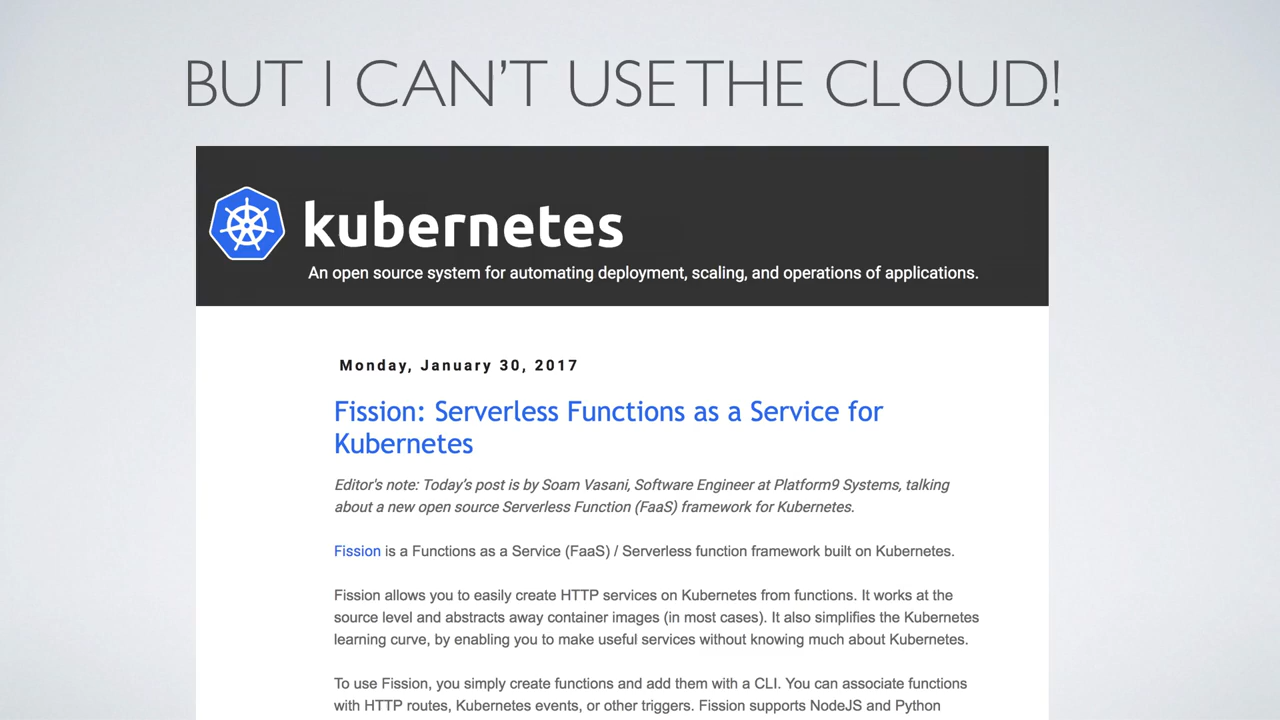 BUT I CAN’T USE THE CLOUD!
kubernetes
An open source system for automating deployment, scaling, and operations of applications.
Monday, January 30, 2017
Fission: Serverless Functions as a Service for
Kubernetes
Editor's note: Today’s post is by Soam Vasani, Software Engineer at Platform9 Systems, talking
about a new open source Serverless Function (FaaS) framework for Kubernetes.
Fission is a Functions as a Service (FaaS) / Serverless function framework built on Kubernetes.
Fission allows you to easily create HTTP services on Kubernetes from functions. It works at the
source level and abstracts away container images (in most cases). It also simplifies the Kubernetes
learning curve, by enabling you to make useful services without knowing much about Kubernetes.
To use Fission, you simply create functions and add them with a CLI. You can associate functions
with HTTP routes, Kubernetes events, or other triggers. Fission supports NodeJS and Python